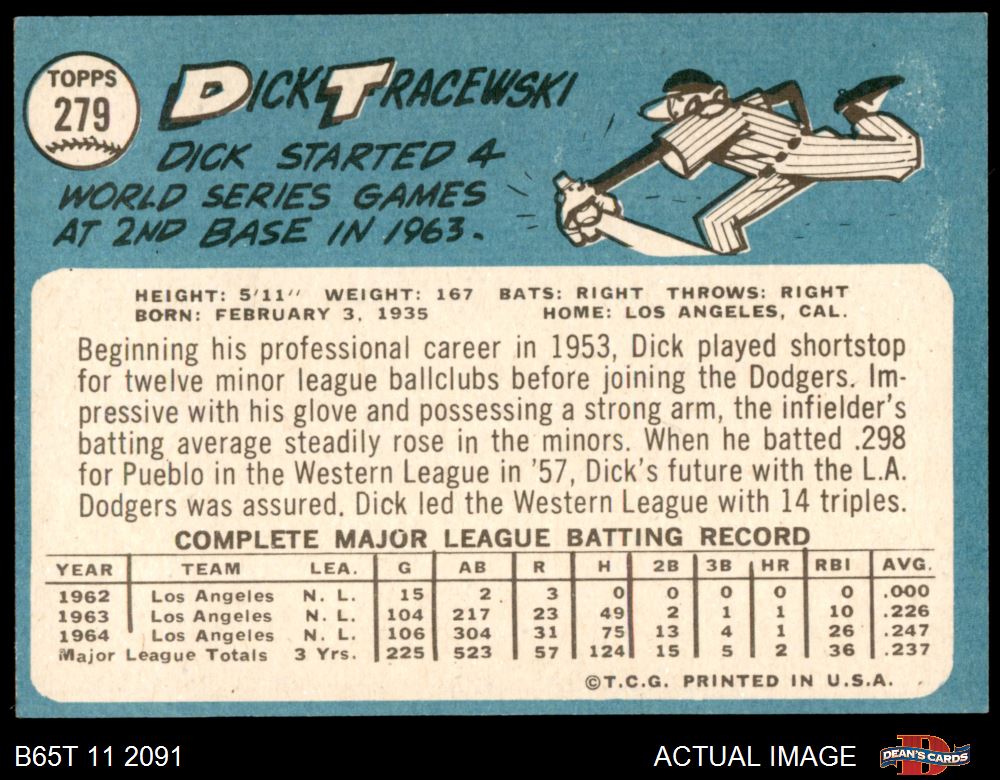 TOPPS
279
DICK TRACEWSKI
DICK STARTED 4
WORLD SERIES GAMES
AT 2ND BASE IN 1963.
HEIGHT: 5'11" WEIGHT: 167 BATS: RIGHT THROWS: RIGHT
BORN: FEBRUARY 3, 1935 HOME: LOS ANGELES, CAL.
Beginning his professional career in 1953, Dick played shortstop
for twelve minor league ballclubs before joining the Dodgers. Im-
pressive with his glove and possessing a strong arm, the infielder's
batting average steadily rose in the minors. When he batted .298
for Pueblo in the Western League in '57, Dick's future with the L.A.
Dodgers was assured. Dick led the Western League with 14 triples.
COMPLETE MAJOR LEAGUE BATTING RECORD
YEAR TEAM LEA. G AB R H 2B 3B HR RBI AVG.
1962 Los Angeles N. L. 15 2 3 0 0 0 0 0 .000
1963 Los Angeles N. L. 104 217 23 49 2 1 1 10 .226
1964 Los Angeles N. L. 106 304 31 75 13 4 1 26 .247
Major League Totals 3 Yrs. 225 523 57 124 15 5 2 36 .237
©T.C.G. PRINTED IN U.S.A.
B65T 11 2091 ACTUAL IMAGE DEAN'S CARDS